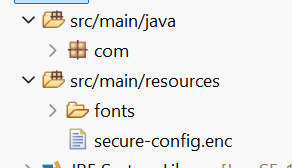 src/main/java
com
src/main/resources
fonts
secure-config.enc